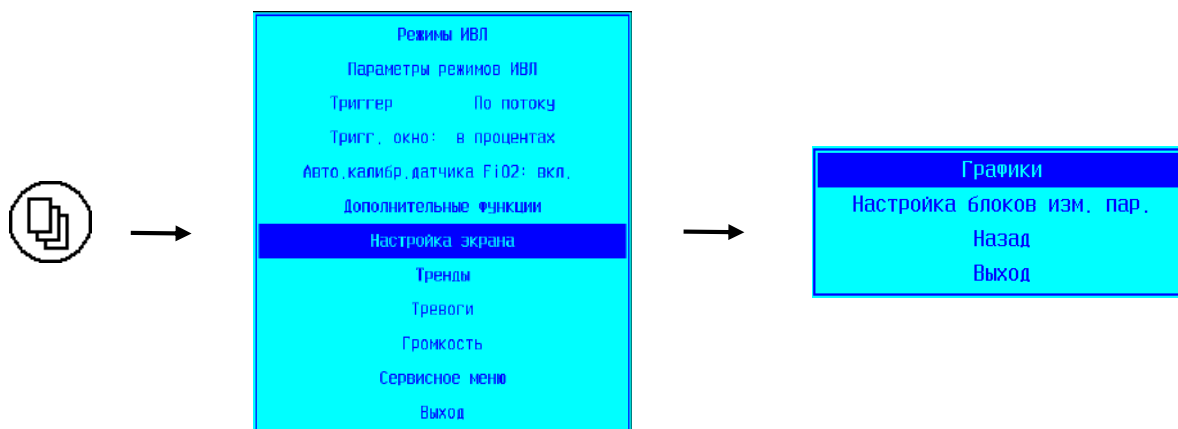 Режимы ИВЛ
Параметры режимов ИВЛ
Триггер По потоку
Тригг. окно: в процентах
Авто.калибр.датчика FiO2: вкл.
Дополнительные функции
Настройка экрана
Тренды
Тревоги
Громкость
Сервисное меню
Выход
Графики
Настройка блоков изм. пар.
Назад
Выход